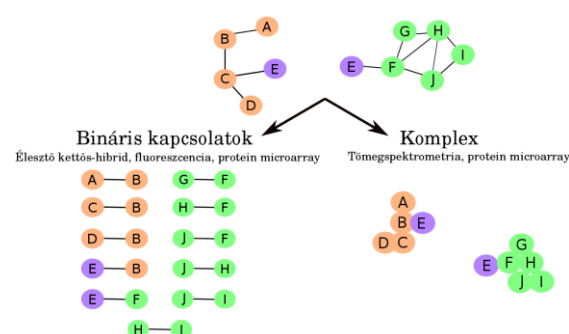 A
B
E
C
D
G H
I
E F
J
Bináris kapcsolatok
Élesztő kettős-hibrid, fluoreszcencia, protein microarray
Komplex
Tömegspektrometria, protein microarray
A B G F
C B H F
D B J F
E B J H
E F J I
H I
A
B E
D C
G
E F H
J I